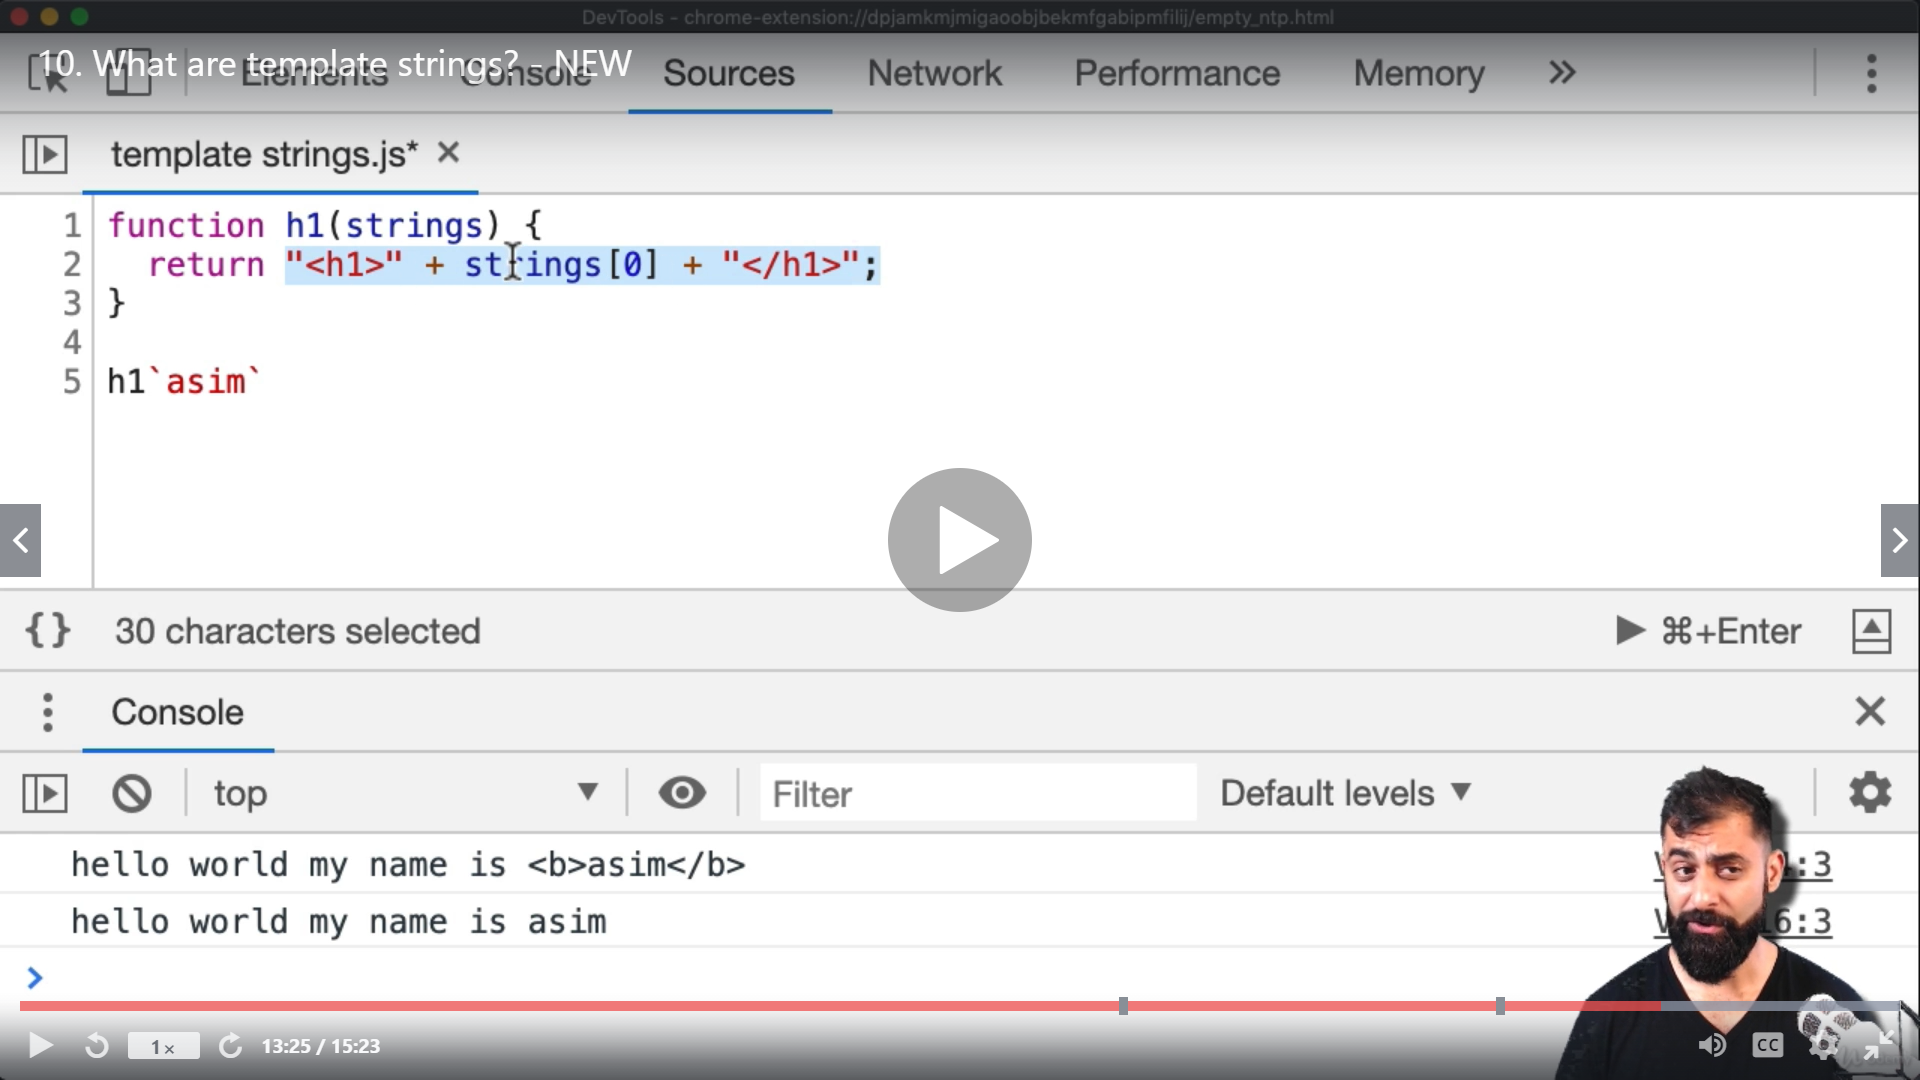 DevTools - chrome-extension://dpjamkmjmigaoobjbekmfgabipmfilij/empty_ntp.html
10. What are template strings? - NEW
Elements Console Sources Network Performance Memory »
template strings.js* ×
1 function h1(strings) {
2 return "<h1>" + strings[0] + "</h1>";
3 }
4
5 h1`asim`
{} 30 characters selected ⌘+Enter
Console
top Filter Default levels
hello world my name is <b>asim</b> :3
hello world my name is asim 6:3
1x 13:25 / 15:23 CC